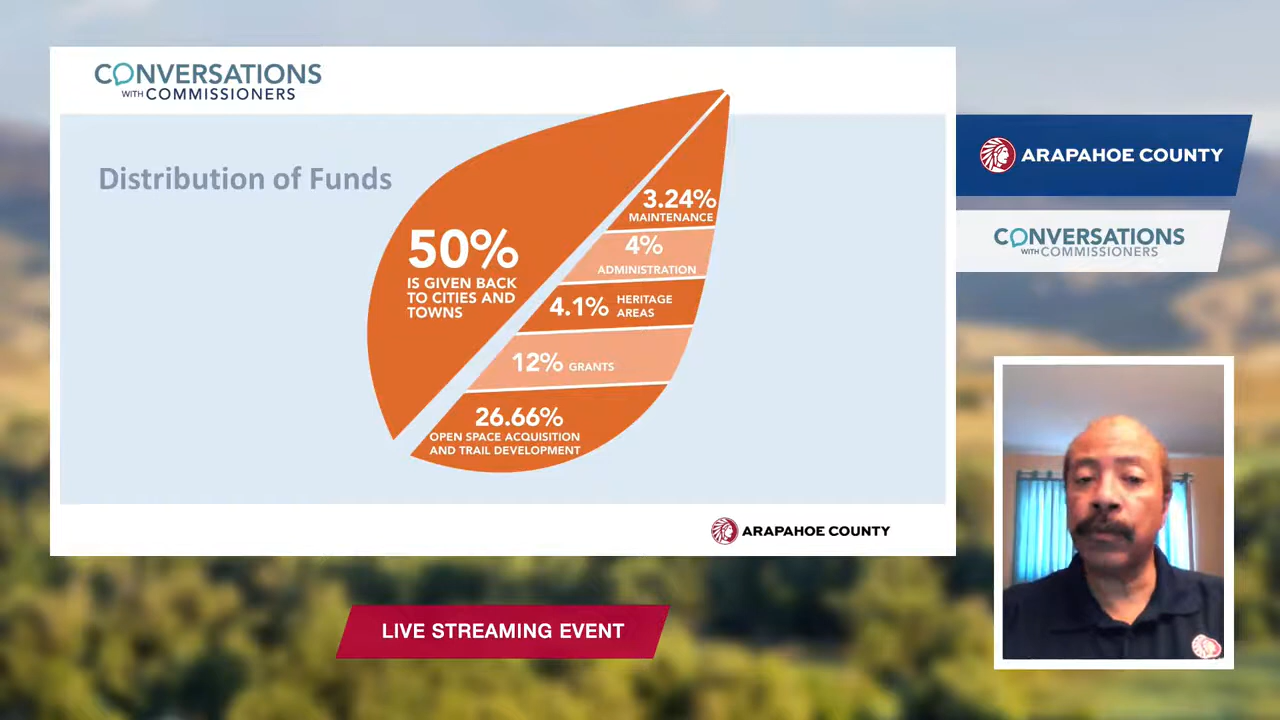 CONVERSATIONS
WITH COMMISSIONERS
Distribution of Funds
50%
IS GIVEN BACK
TO CITIES AND
TOWNS
3.24%
MAINTENANCE
4%
ADMINISTRATION
4.1% HERITAGE
AREAS
12% GRANTS
26.66%
OPEN SPACE ACQUISITION
AND TRAIL DEVELOPMENT
ARAPAHOE COUNTY
ARAPAHOE COUNTY
CONVERSATIONS
WITH COMMISSIONERS
LIVE STREAMING EVENT